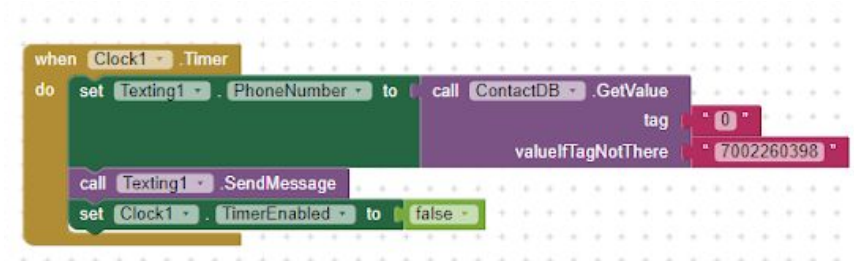 when Clock1 .Timer
do set Texting1 . PhoneNumber to call ContactDB .GetValue
tag " 0 "
valueIfTagNotThere " 7002260398 "
call Texting1 .SendMessage
set Clock1 . TimerEnabled to false